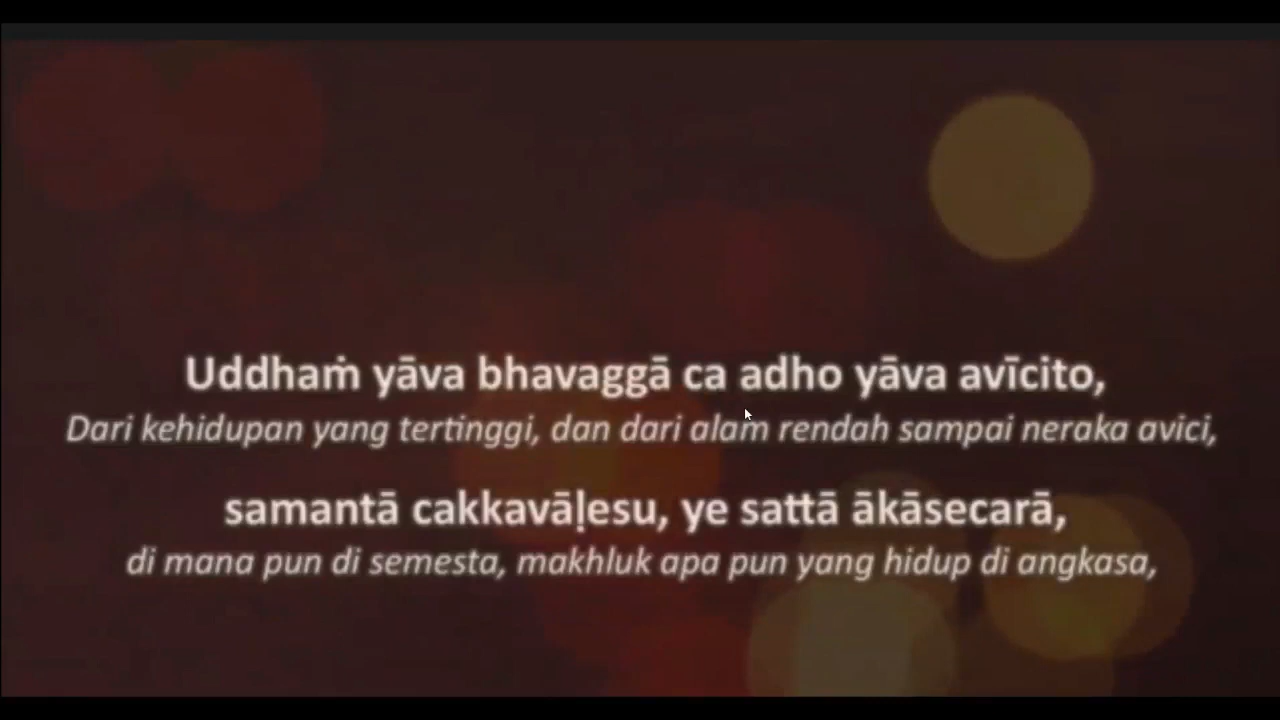 Uddhaṁ yāva bhavaggā ca adho yāva avīcito,
Dari kehidupan yang tertinggi, dan dari alam rendah sampai neraka avici,
samantā cakkavāḷesu, ye sattā ākāsecarā,
di mana pun di semesta, makhluk apa pun yang hidup di angkasa,